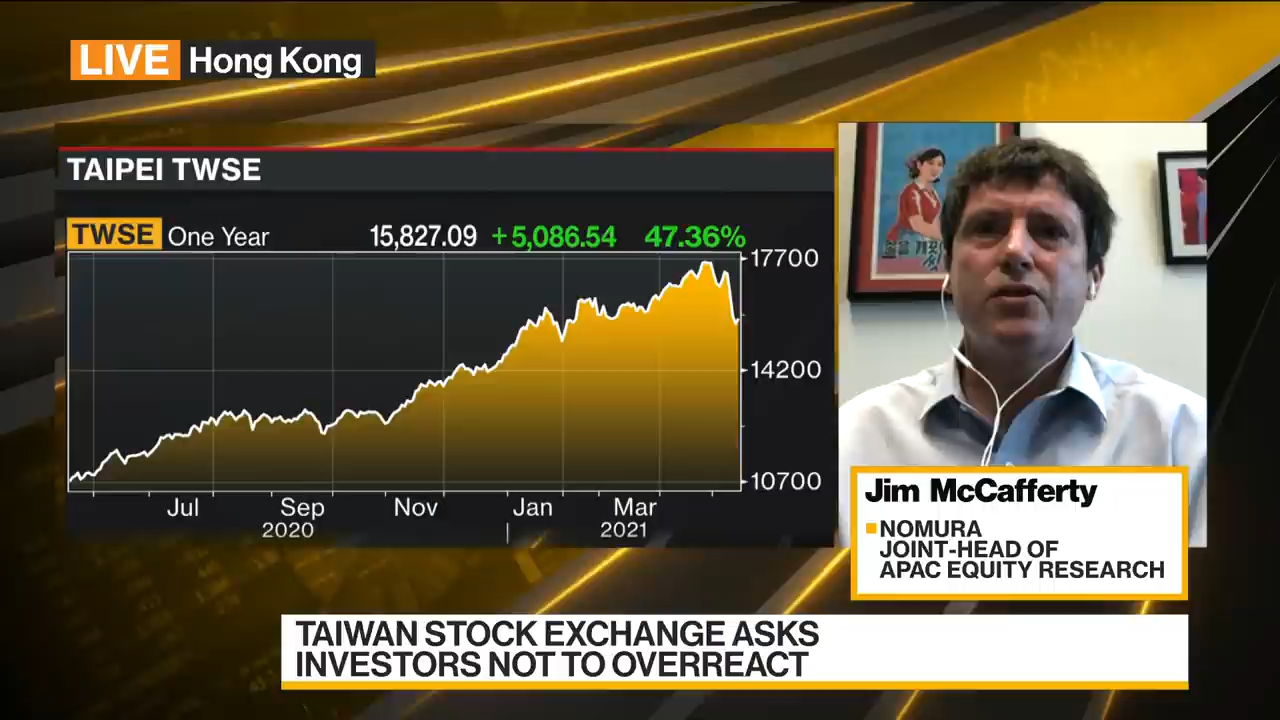 LIVE Hong Kong
TAIPEI TWSE
TWSE One Year 15,827.09 +5,086.54 47.36%
17700
14200
10700
Jul Sep Nov Jan Mar
2020 2021
Jim McCafferty
NOMURA
JOINT-HEAD OF
APAC EQUITY RESEARCH
TAIWAN STOCK EXCHANGE ASKS
INVESTORS NOT TO OVERREACT